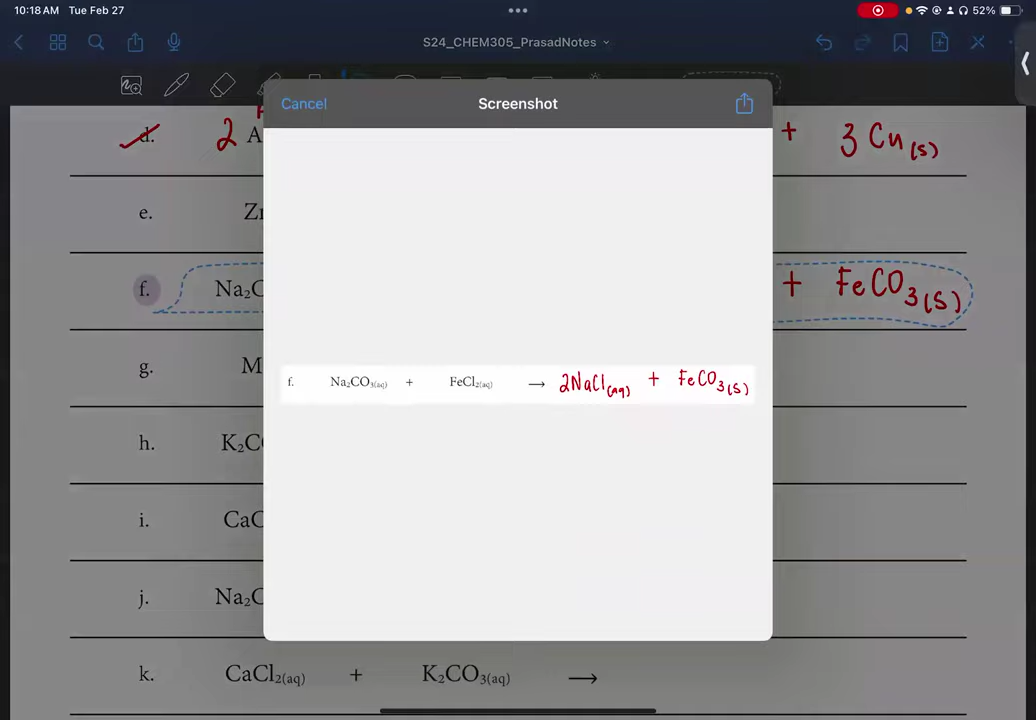 10:18 AM Tue Feb 27 52%
S24_CHEM305_PrasadNotes
Cancel Screenshot
d. 2 A + 3 Cu(s)
e. Zn
f. Na₂C + FeCO₃(s)
f. Na₂CO₃(aq) + FeCl₂(aq) → 2NaCl(aq) + FeCO₃(s)
g. M
h. K₂C
i. CaC
j. Na₂C
k. CaCl₂(aq) + K₂CO₃(aq) →